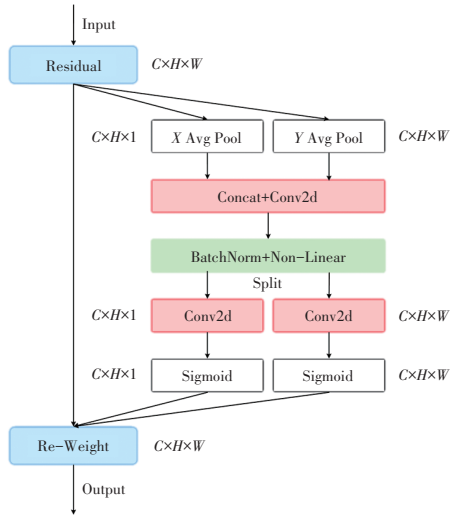 Input
Residual C×H×W
C×H×1 X Avg Pool Y Avg Pool C×H×W
Concat+Conv2d
BatchNorm+Non-Linear
Split
C×H×1 Conv2d Conv2d C×H×W
C×H×1 Sigmoid Sigmoid C×H×W
Re-Weight C×H×W
Output